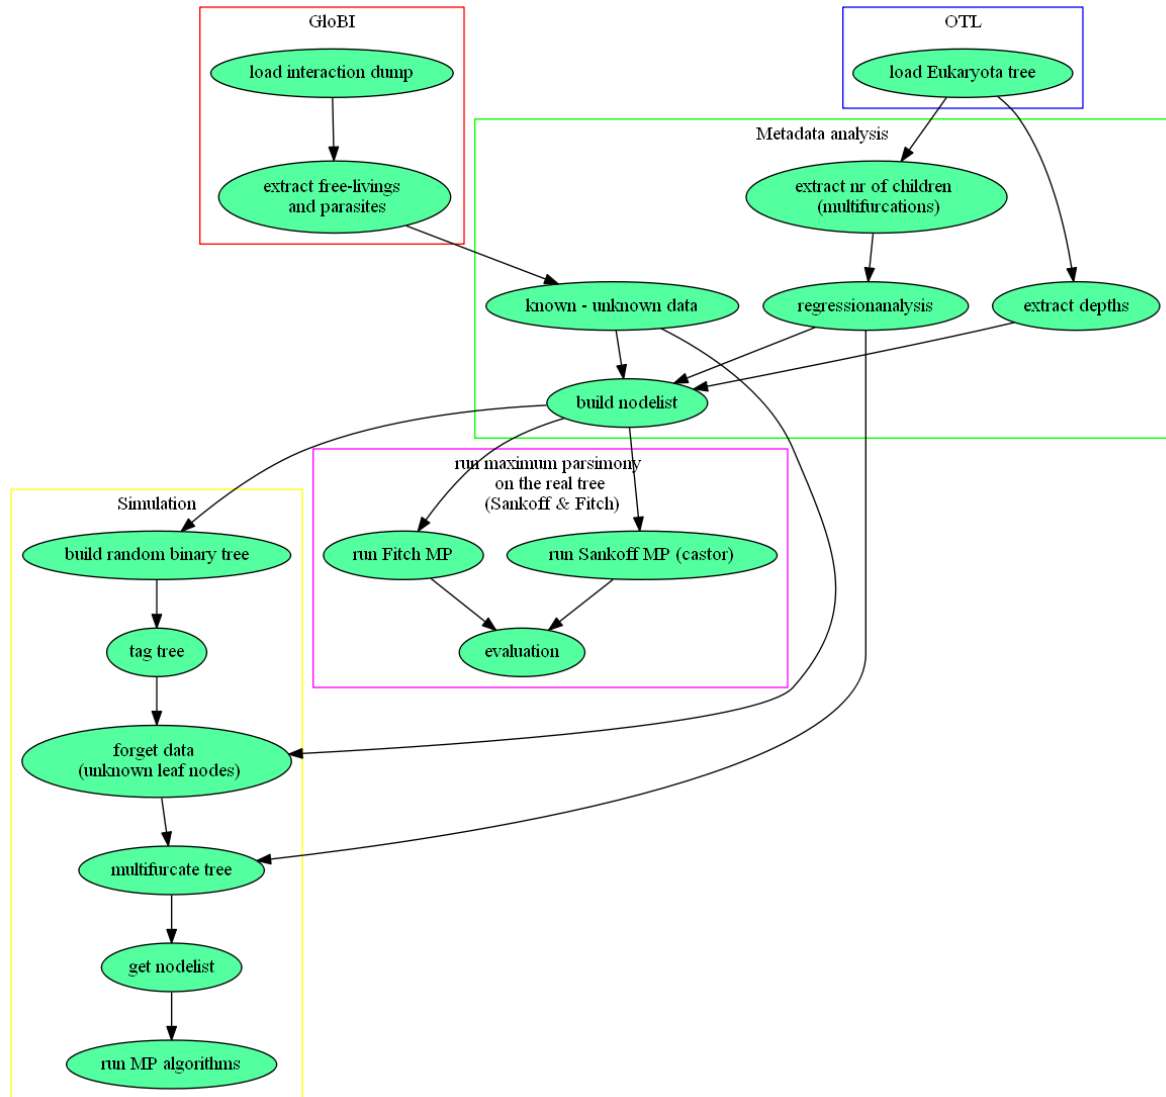 GloBI
OTL
load interaction dump
load Eukaryota tree
Metadata analysis
extract free-livings
and parasites
extract nr of children
(multifurcations)
known - unknown data
regressionanalysis
extract depths
build nodelist
run maximum parsimony
on the real tree
(Sankoff & Fitch)
Simulation
build random binary tree
run Fitch MP
run Sankoff MP (castor)
tag tree
evaluation
forget data
(unknown leaf nodes)
multifurcate tree
get nodelist
run MP algorithms